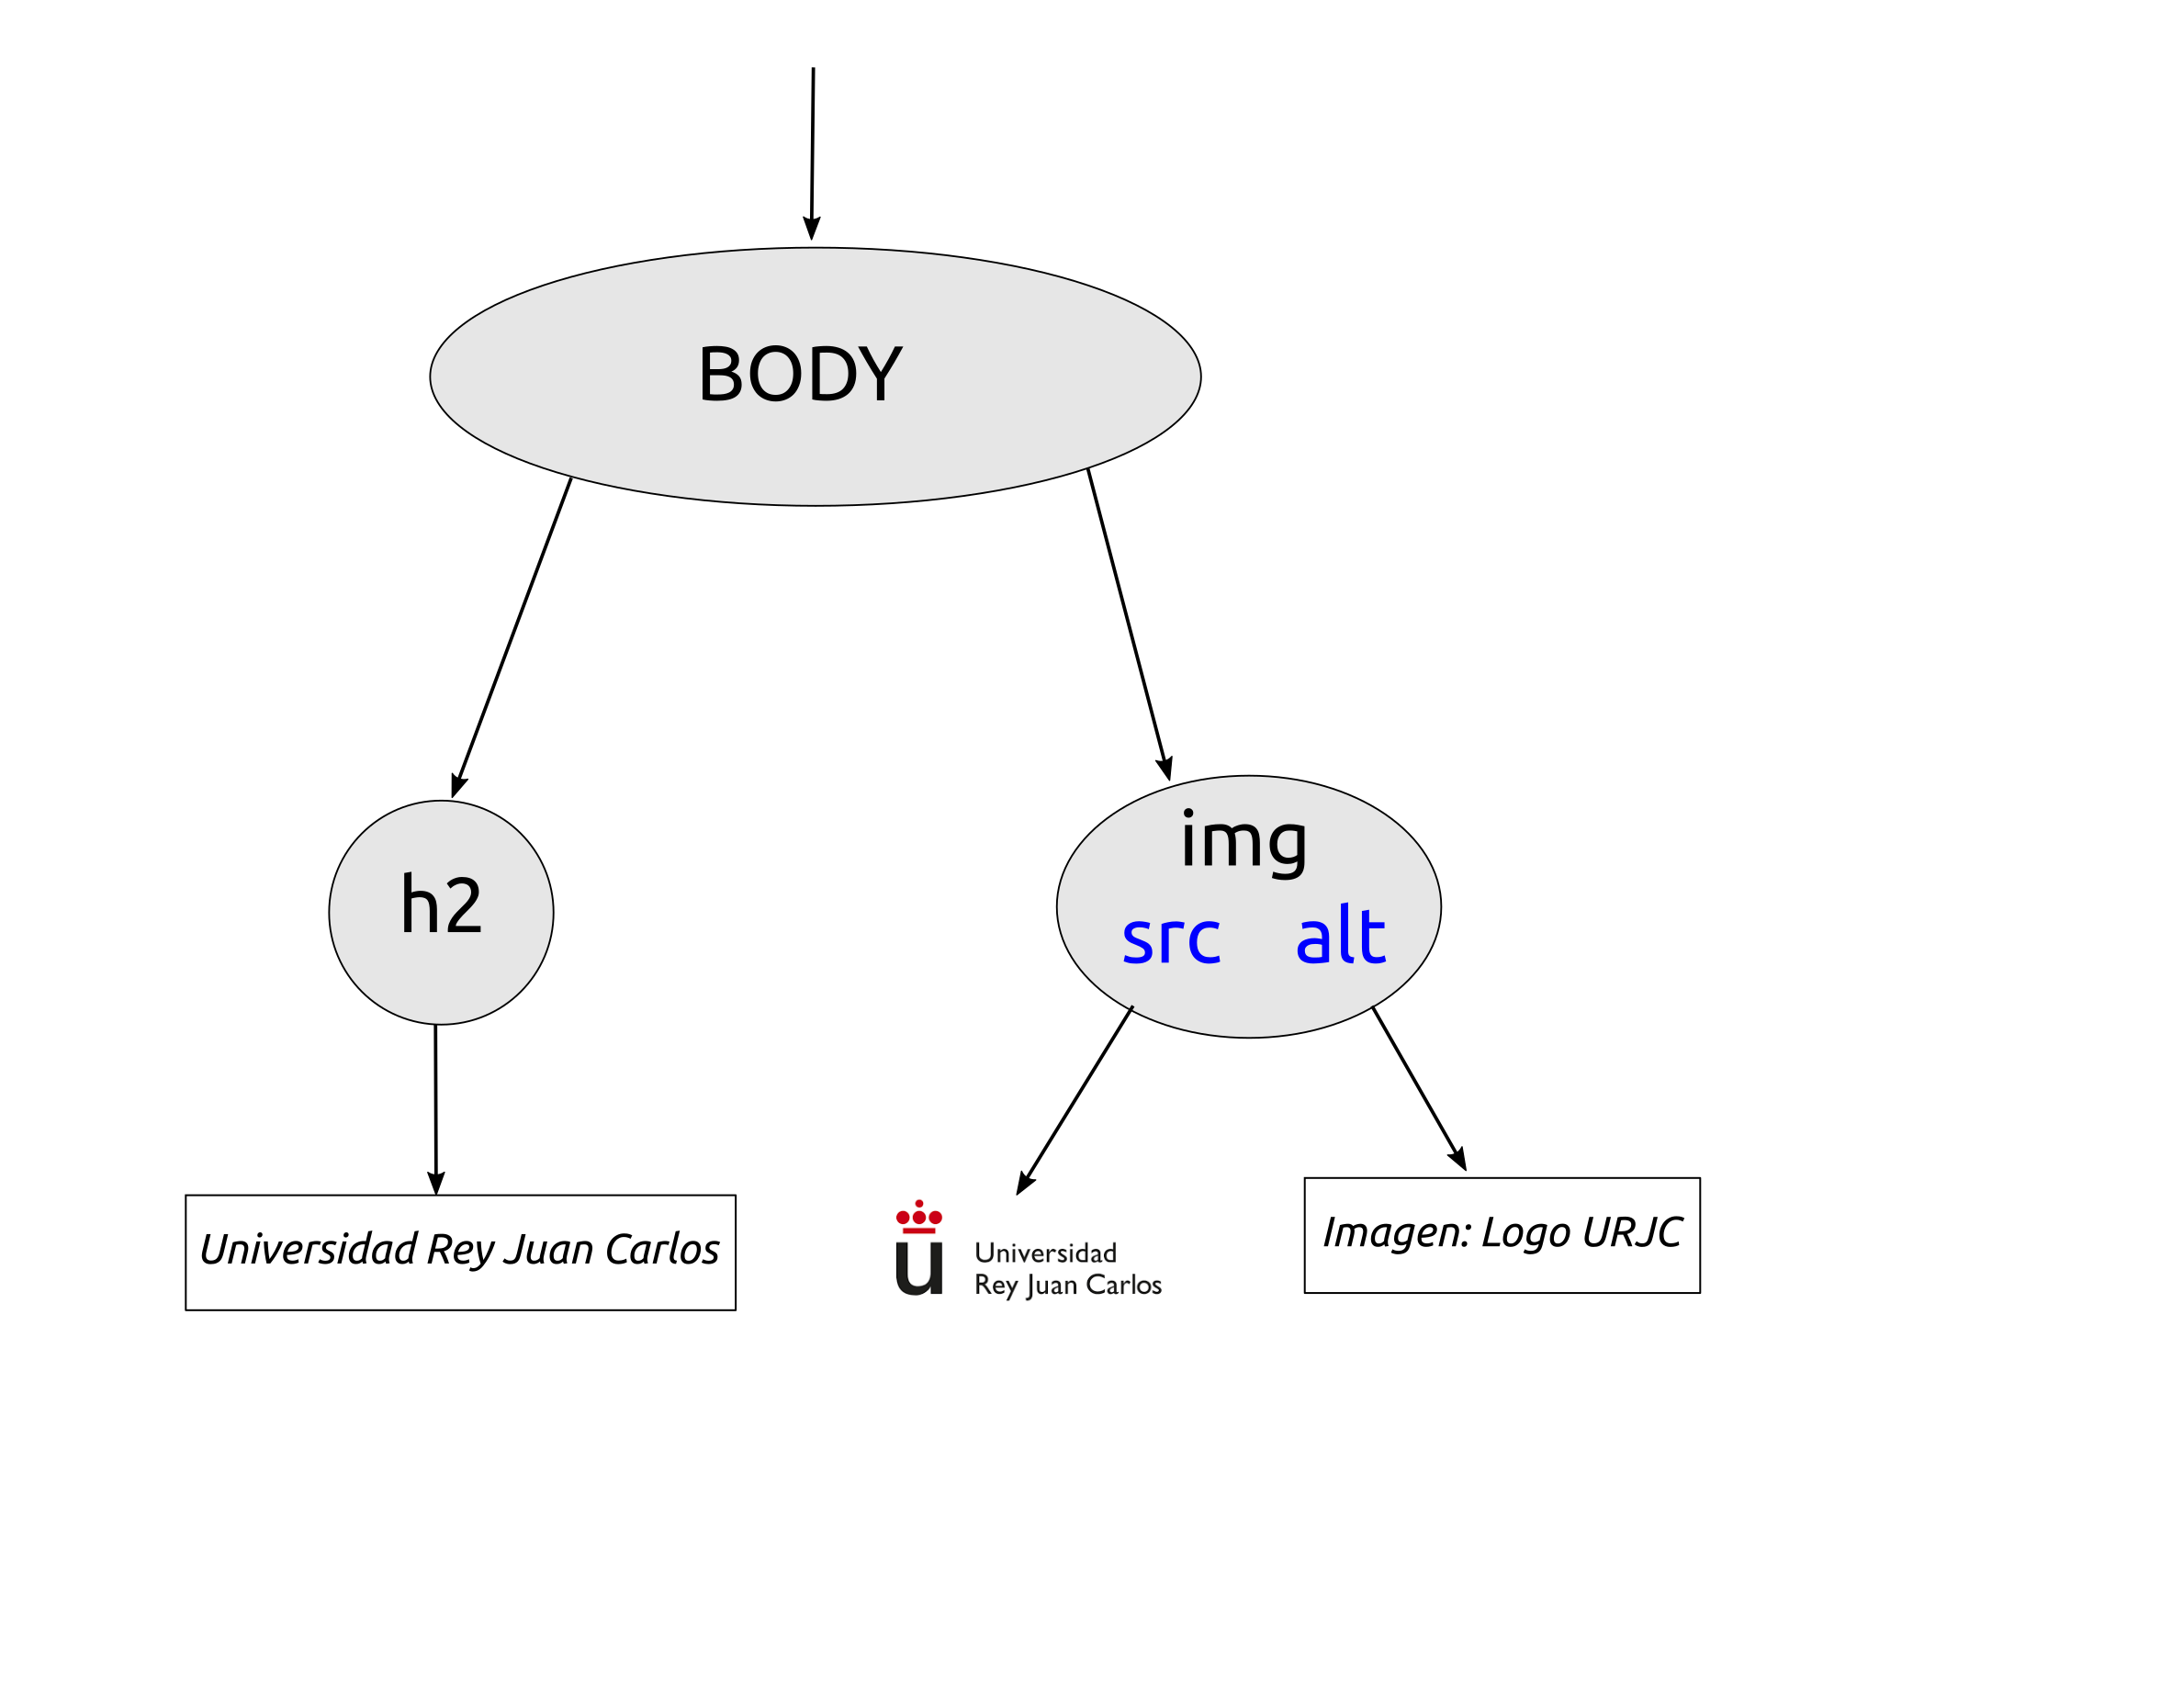 BODY
h2
img
src alt
Universidad Rey Juan Carlos
Universidad
Rey Juan Carlos
Imagen: Logo URJC